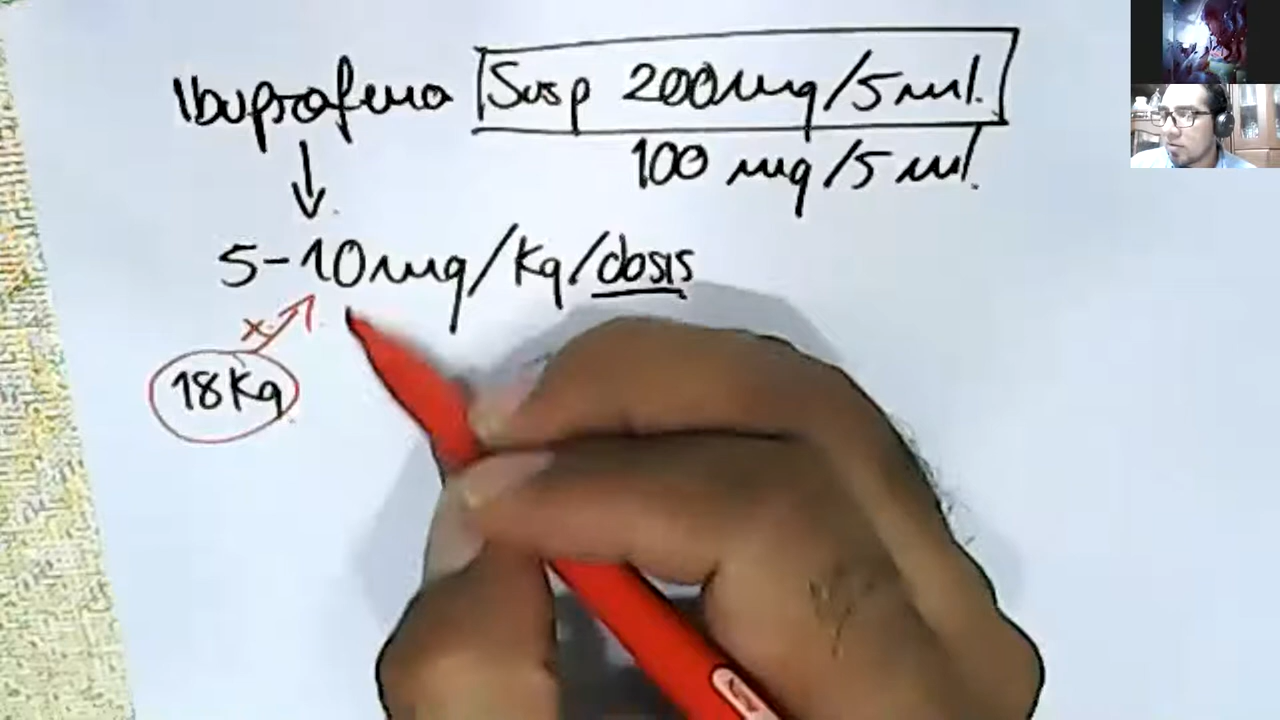 Ibuprofeno Susp 200mg/5ml.
100 mg/5ml.
5-10mg/Kg/dosis
x
18Kg